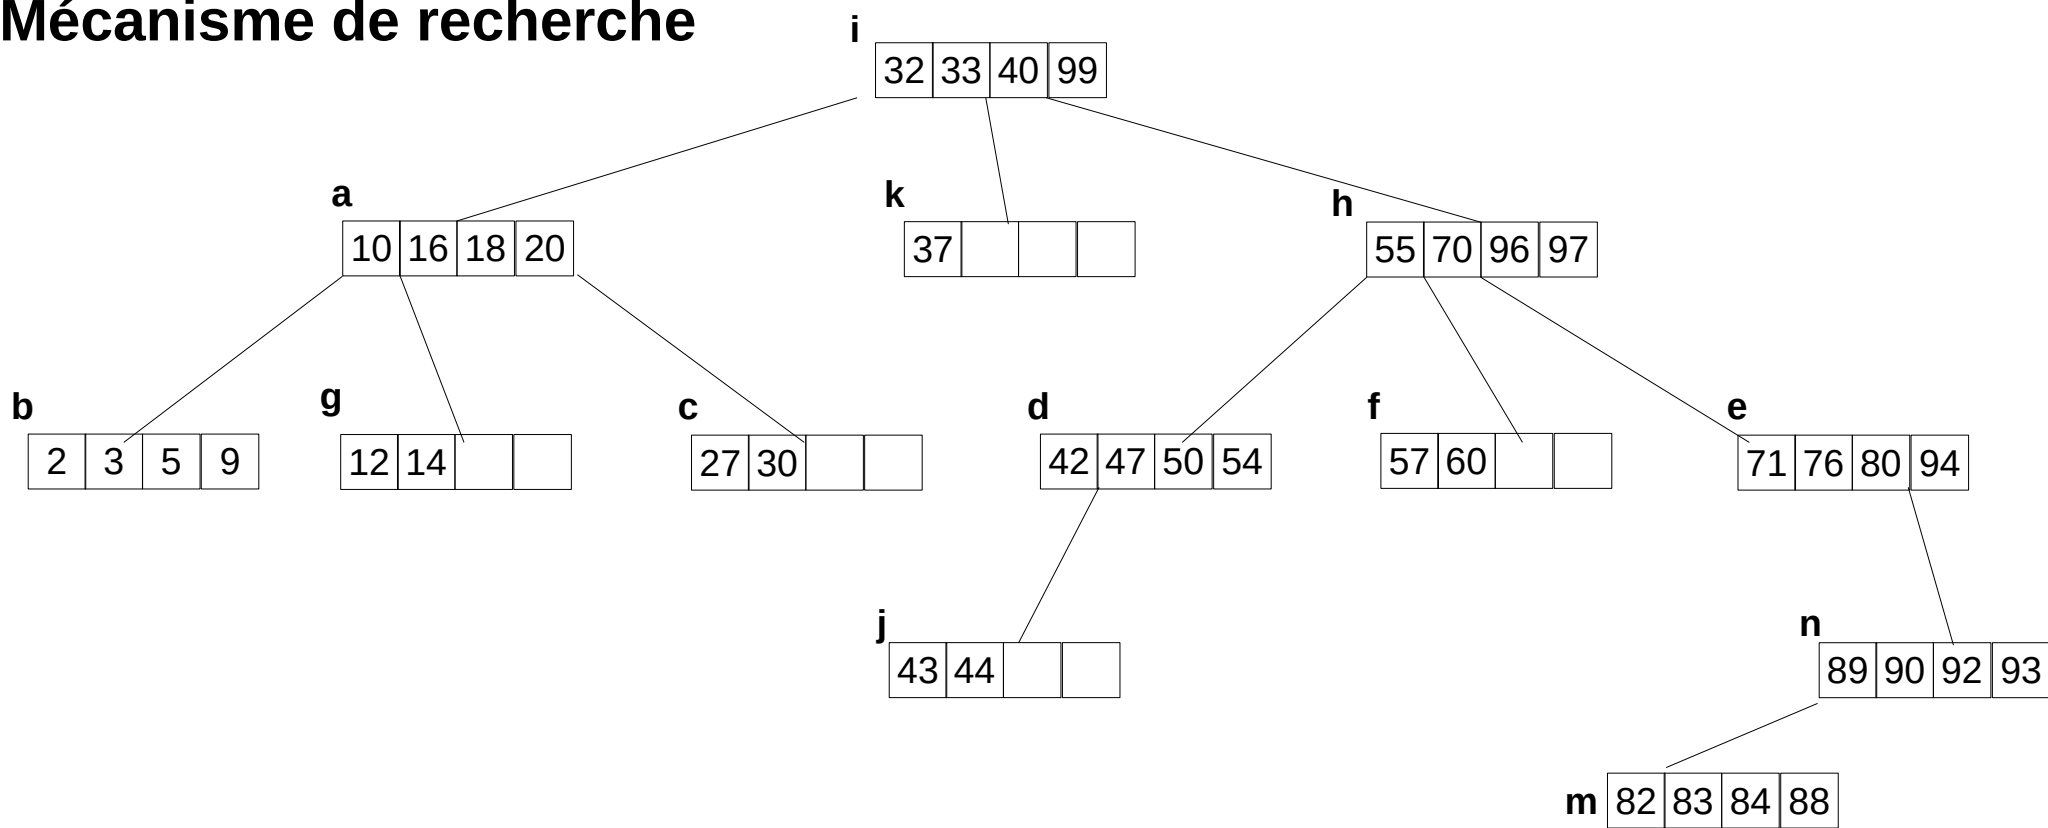 Mécanisme de recherche
i
32 33 40 99
a
10 16 18 20
k
37
h
55 70 96 97
b
2 3 5 9
g
12 14
c
27 30
d
42 47 50 54
f
57 60
e
71 76 80 94
j
43 44
n
89 90 92 93
m
82 83 84 88